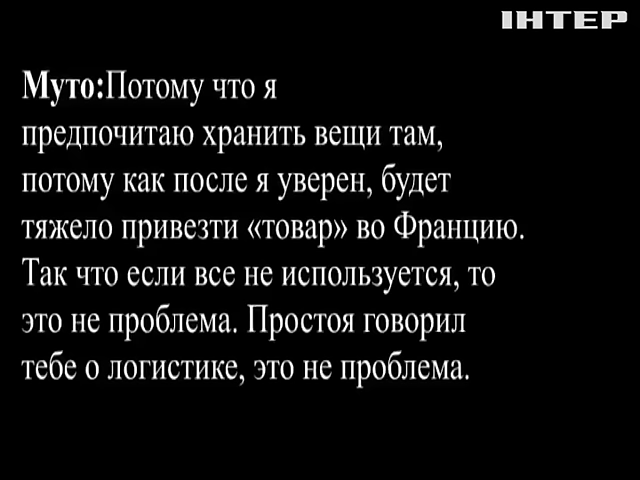 ІНТЕР
Муто:Потому что я
предпочитаю хранить вещи там,
потому как после я уверен, будет
тяжело привезти «товар» во Францию.
Так что если все не используется, то
это не проблема. Простоя говорил
тебе о логистике, это не проблема.